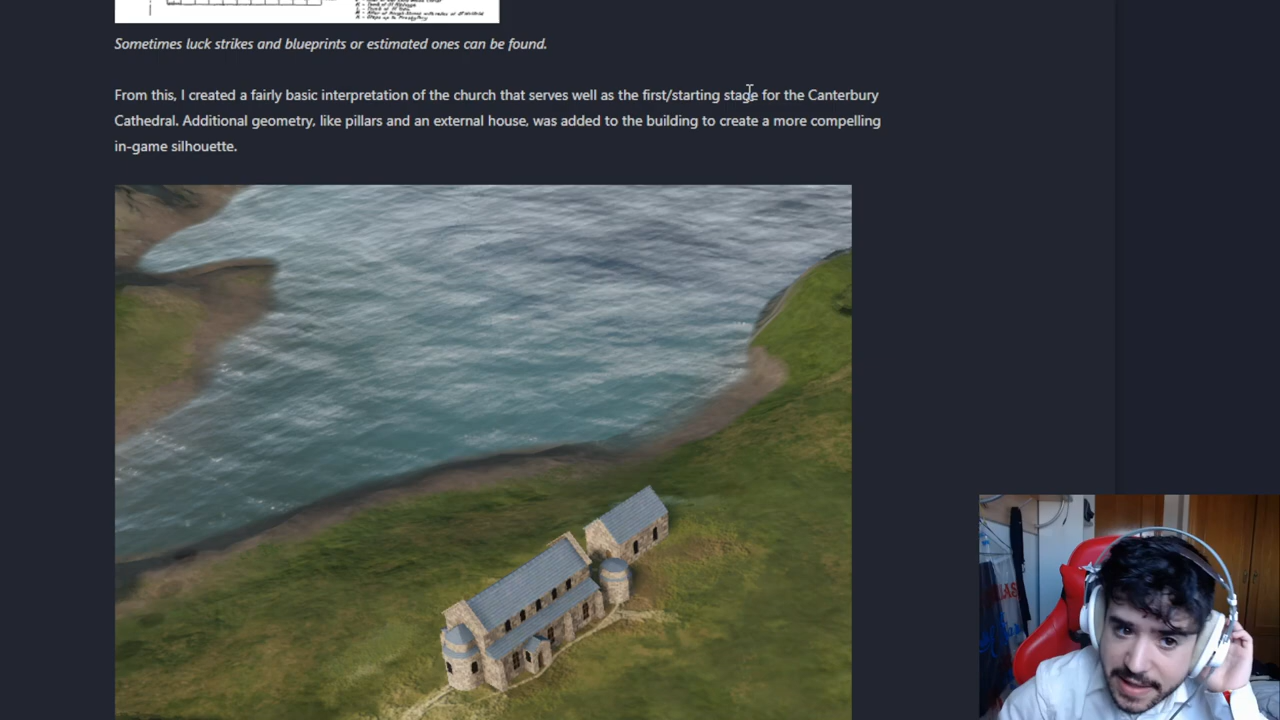 Sometimes luck strikes and blueprints or estimated ones can be found.
From this, I created a fairly basic interpretation of the church that serves well as the first/starting stage for the Canterbury
Cathedral. Additional geometry, like pillars and an external house, was added to the building to create a more compelling
in-game silhouette.